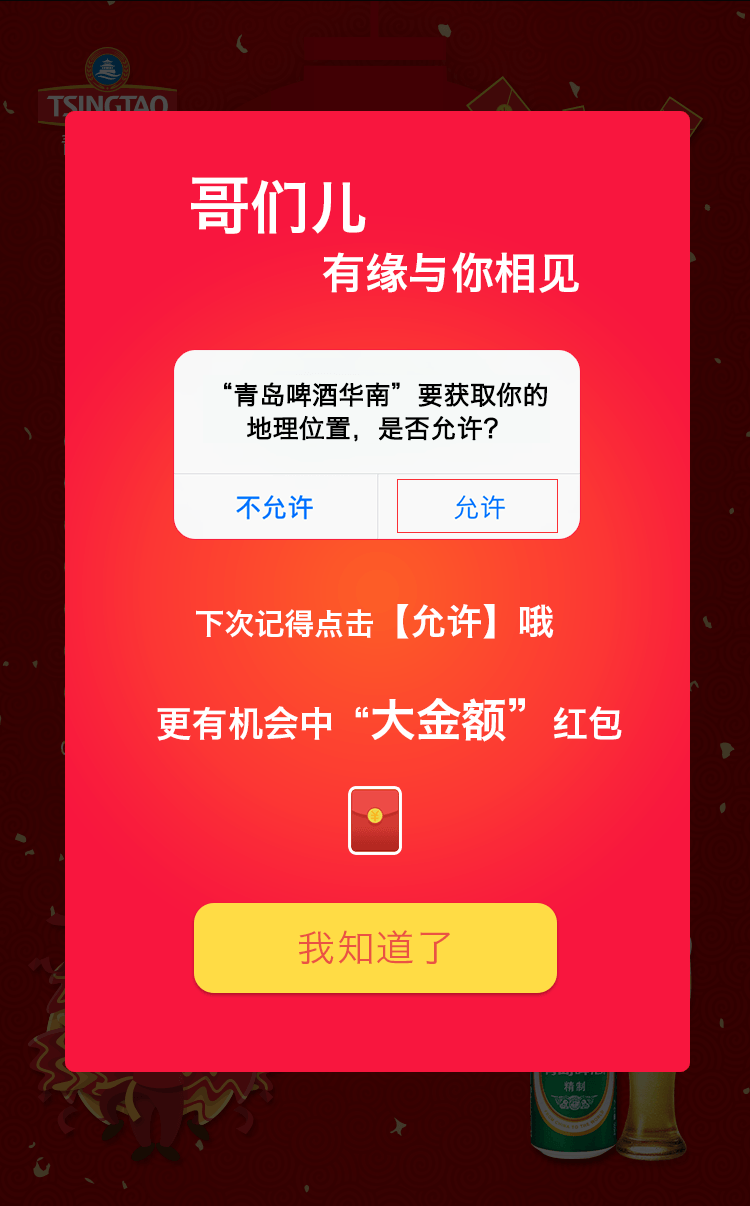 TSINGTAO
哥们儿
有缘与你相见
“青岛啤酒华南”要获取你的
地理位置，是否允许？
不允许
允许
下次记得点击【允许】哦
更有机会中“大金额”红包
我知道了
精制